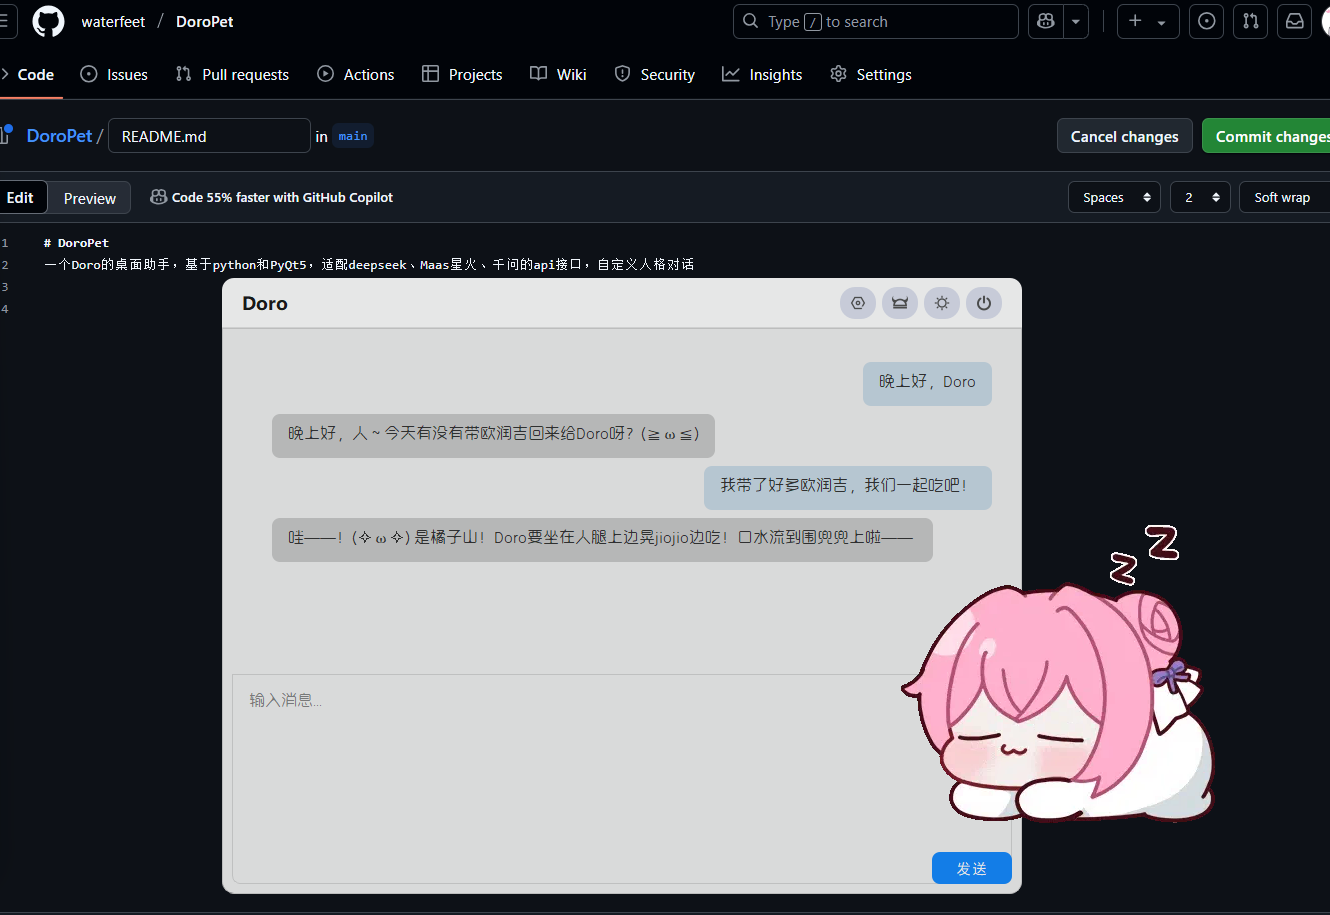 waterfeet / DoroPet
Type / to search
Code Issues Pull requests Actions Projects Wiki Security Insights Settings
DoroPet / README.md in main
Cancel changes Commit changes
Edit Preview Code 55% faster with GitHub Copilot
Spaces 2 Soft wrap
1 # DoroPet
2 一个Doro的桌面助手，基于python和PyQt5，适配deepseek、Maas星火、千问的api接口，自定义人格对话
3
4
Doro
晚上好，Doro
晚上好，人～今天有没有带欧润吉回来给Doro呀？(≧ω≦)
我带了好多欧润吉，我们一起吃吧！
哇——！(✧ω✧) 是橘子山！Doro要坐在人腿上边晃jiojio边吃！口水流到围兜兜上啦——
z z
输入消息...
发送